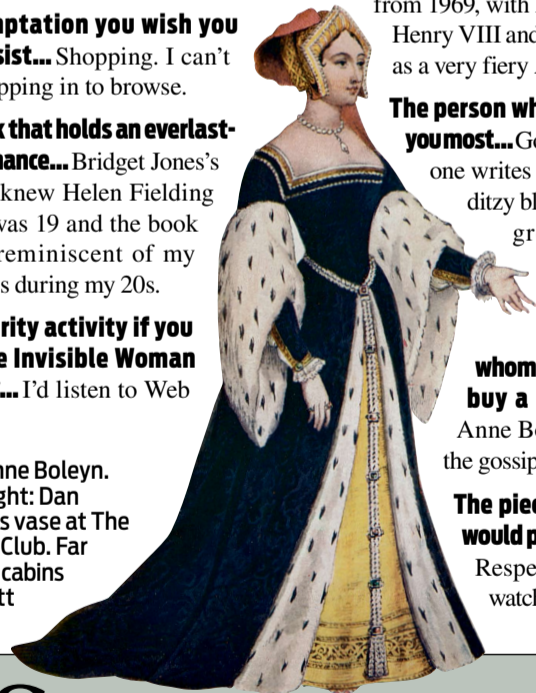 mptation you wish you
sist... Shopping. I can't
pping in to browse.
k that holds an everlast-
nance... Bridget Jones's
knew Helen Fielding
was 19 and the book
reminiscent of my
s during my 20s.
rity activity if you
e Invisible Woman
... I'd listen to Web
nne Boleyn.
ght: Dan
s vase at The
Club. Far
cabins
tt
from 1969, with
Henry VIII and
as a very fiery
The person wh
you most... Go
one writes
ditzy bl
gr
whom
buy a
Anne Bo
the gossip
The piec
would p
Respe
watch